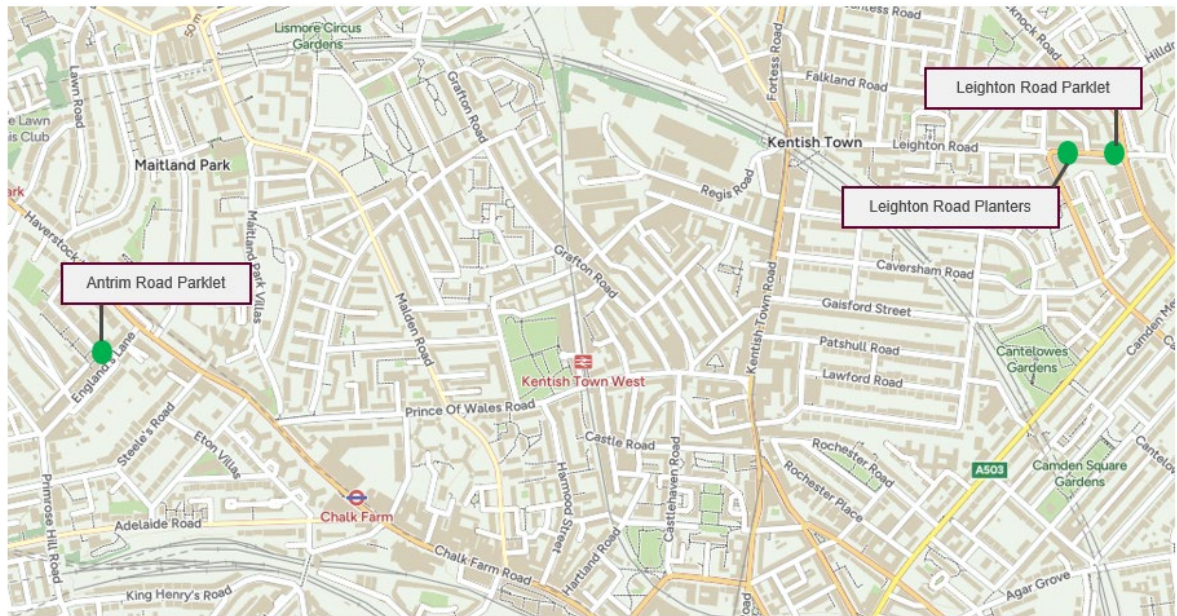 Lismore Circus
Gardens
50 m
Lawn Road
Grafton Road
Fortess Road
Falkland Road
Leighton Road Parklet
Maitland Park
Kentish Town
Leighton Road
Regis Road
Leighton Road Planters
Haverstock
Maitland Park Villas
Antrim Road Parklet
Grafton Road
Caversham Road
Gaisford Street
Malden Road
Kentish Town Road
Patshull Road
Cantelowes
Gardens
England's Lane
Kentish Town West
Lawford Road
Prince Of Wales Road
Steele's Road
Eton Villas
Castle Road
Rochester Road
A503
Camden Square
Gardens
Primrose Hill Road
Harmood Street
Castlehaven Road
Rochester Place
Chalk Farm
Adelaide Road
Chalk Farm Road
Hartland Road
Agar Grove
King Henry's Road